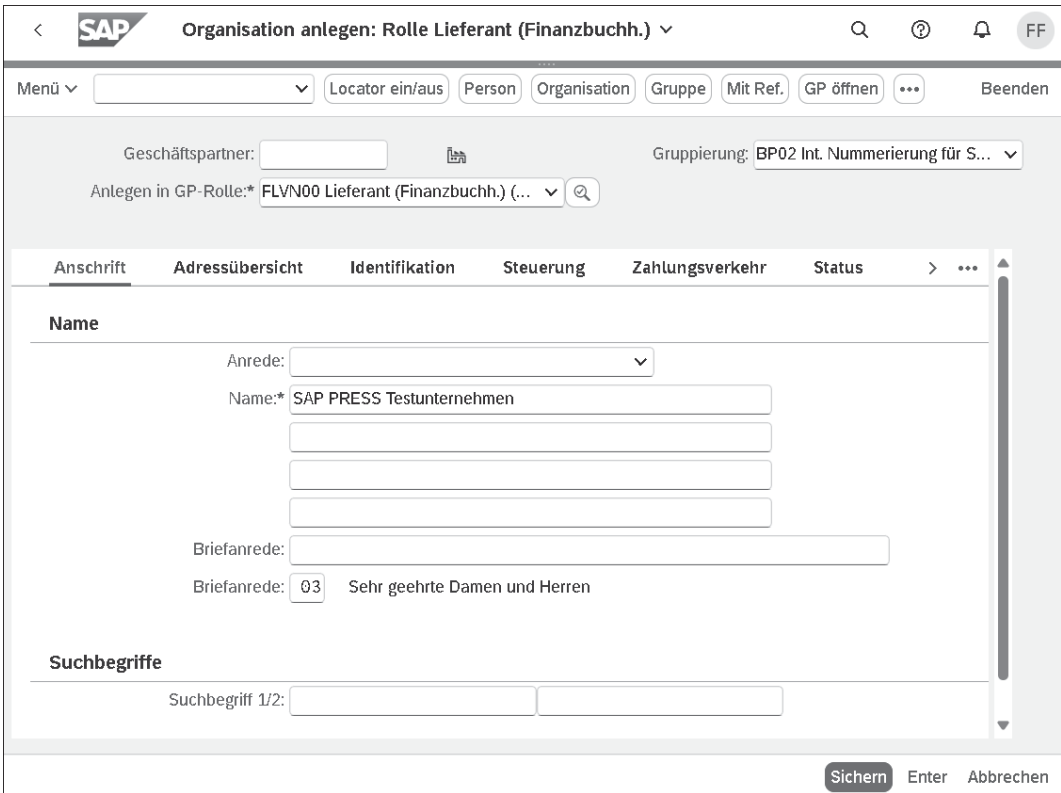 SAP Organisation anlegen: Rolle Lieferant (Finanzbuchh.) FF
Menü Locator ein/aus Person Organisation Gruppe Mit Ref. GP öffnen Beenden
Geschäftspartner: Gruppierung: BP02 Int. Nummerierung für S...
Anlegen in GP-Rolle:* FLVN00 Lieferant (Finanzbuchh.) (...
Anschrift Adressübersicht Identifikation Steuerung Zahlungsverkehr Status
Name
Anrede:
Name:* SAP PRESS Testunternehmen
Briefanrede:
Briefanrede: 03 Sehr geehrte Damen und Herren
Suchbegriffe
Suchbegriff 1/2:
Sichern Enter Abbrechen